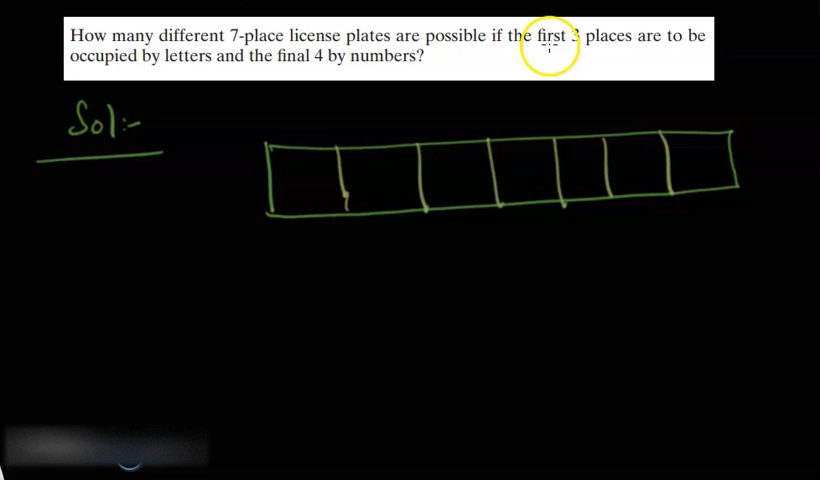 How many different 7-place license plates are possible if the first 3 places are to be
occupied by letters and the final 4 by numbers?
Sol:-